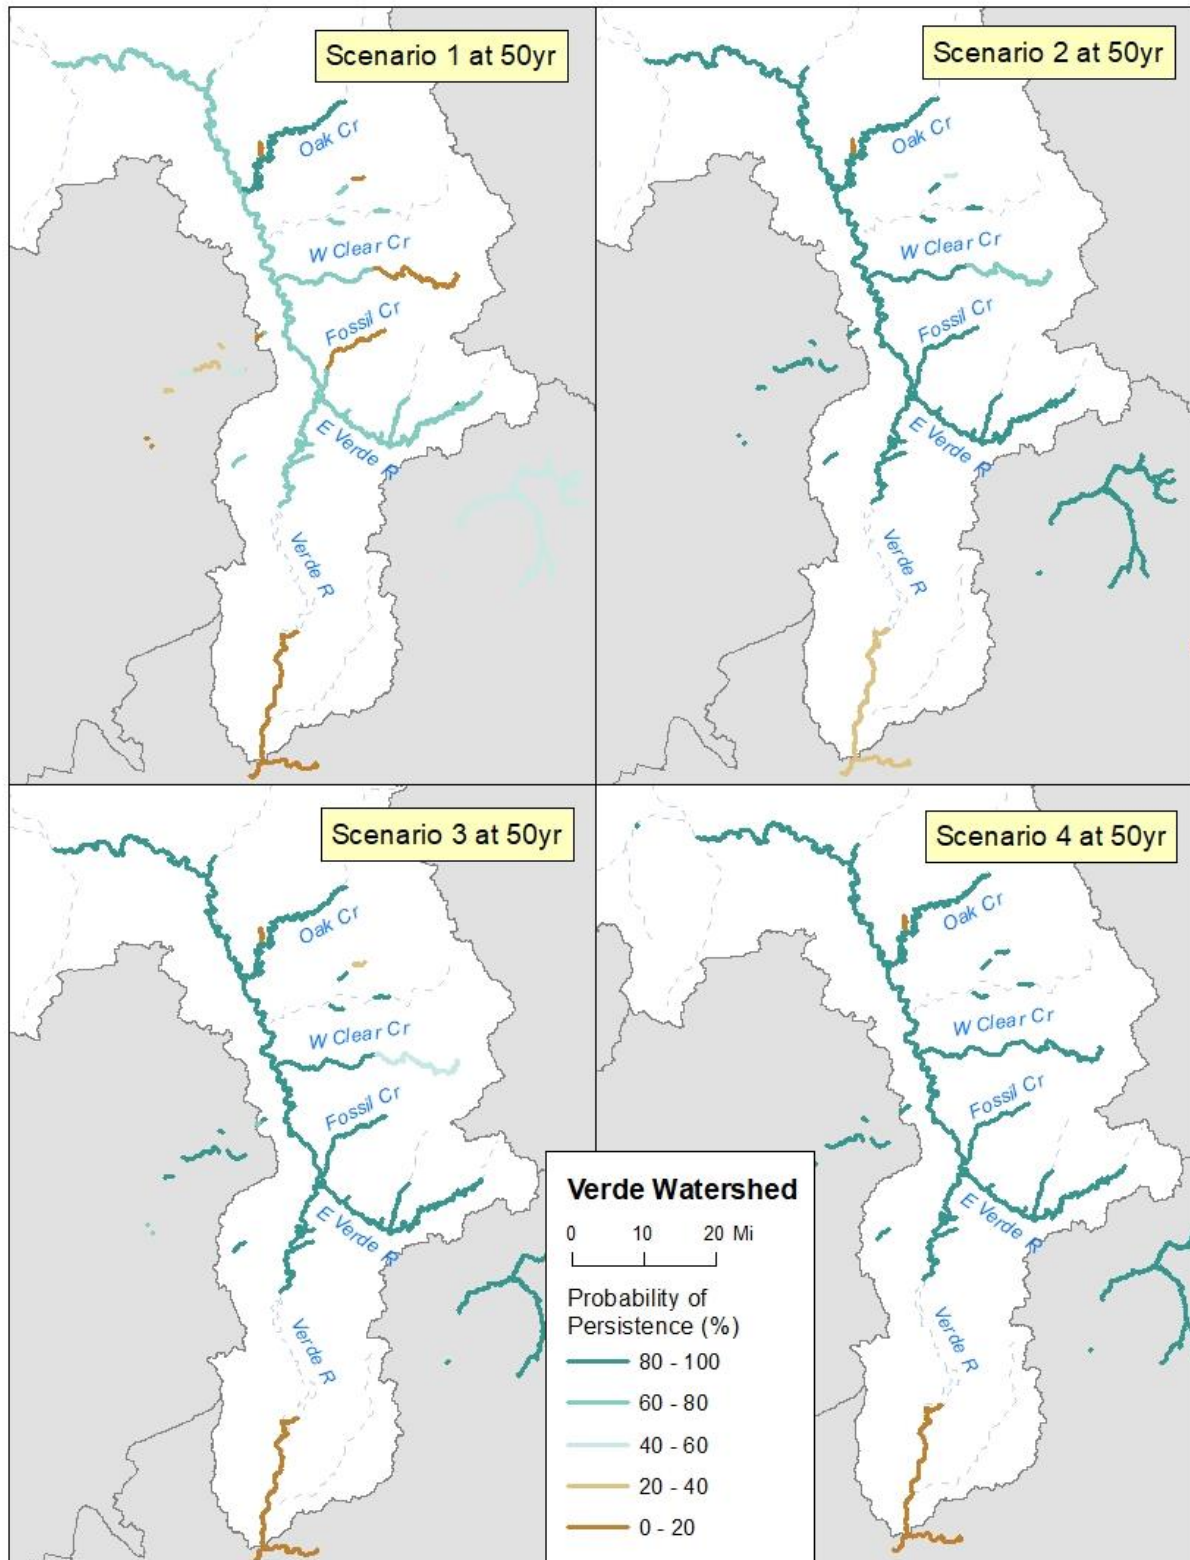 Scenario 1 at 50yr
Oak Cr
W Clear Cr
Fossil Cr
E Verde R
Verde R
Scenario 2 at 50yr
Oak Cr
W Clear Cr
Fossil Cr
E Verde R
Verde R
Scenario 3 at 50yr
Oak Cr
W Clear Cr
Fossil Cr
E Verde R
Verde R
Scenario 4 at 50yr
Oak Cr
W Clear Cr
Fossil Cr
E Verde R
Verde R
Verde Watershed
0 10 20 Mi
Probability of
Persistence (%)
80 - 100
60 - 80
40 - 60
20 - 40
0 - 20